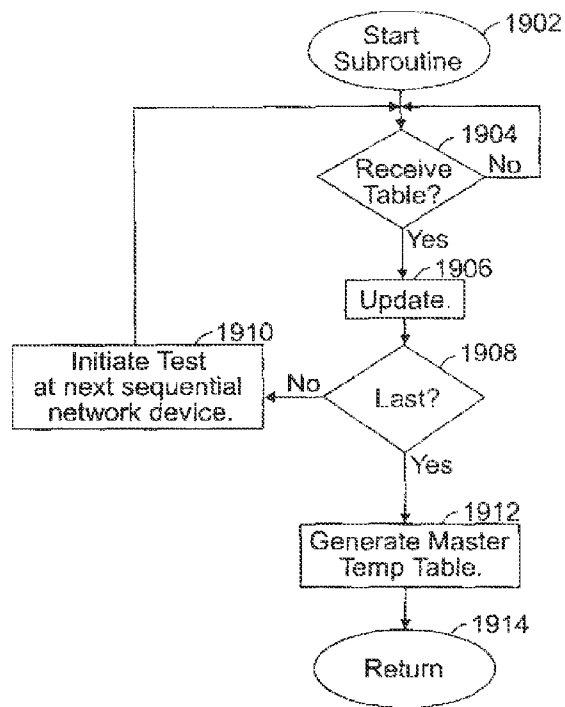 1902
Start
Subroutine
1904
Receive
Table?
No
Yes
1906
Update.
1908
Last?
No
1910
Initiate Test
at next sequential
network device.
Yes
1912
Generate Master
Temp Table.
1914
Return